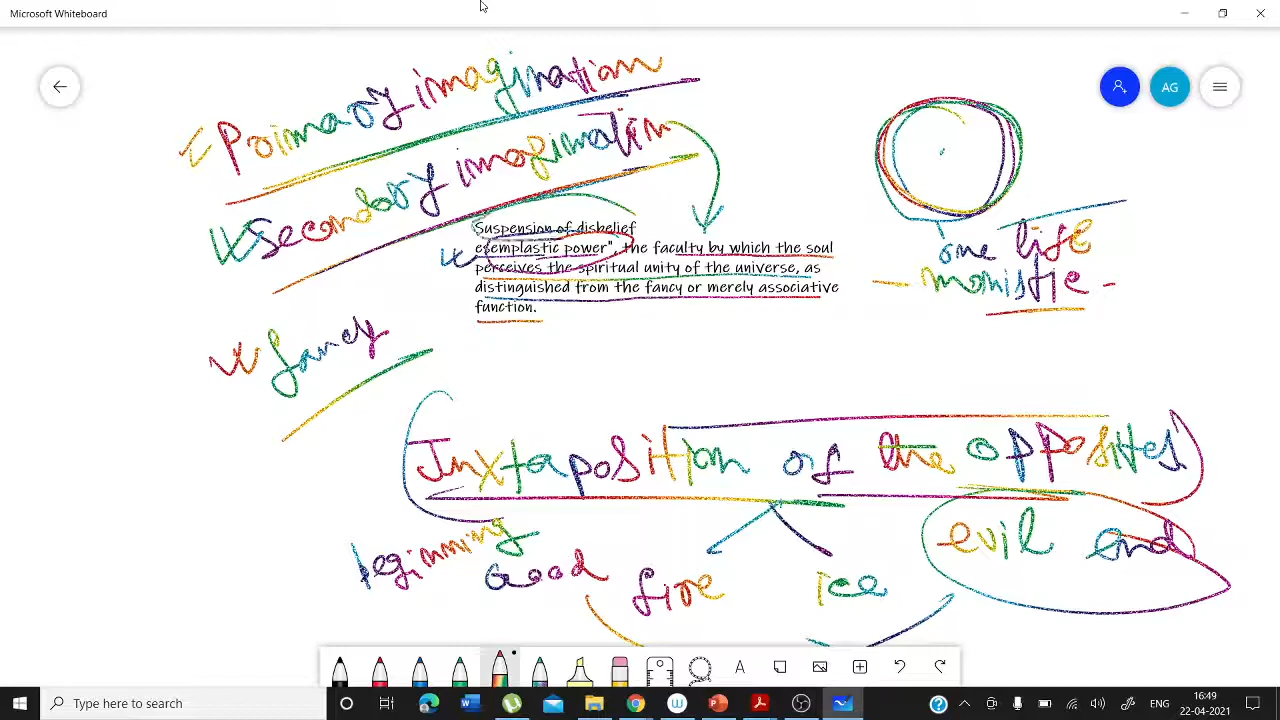 Microsoft Whiteboard
AG
Primary imagination
Secondary imagination
Suspension of disbelief
esemplastic power". the faculty by which the soul
perceives the spiritual unity of the universe, as
distinguished from the fancy or merely associative
function.
one life
monistic
fancy
Juxtaposition of the opposites
evil end
beginning
Good
fire
ice
A
Type here to search
ENG
16:49
22-04-2021